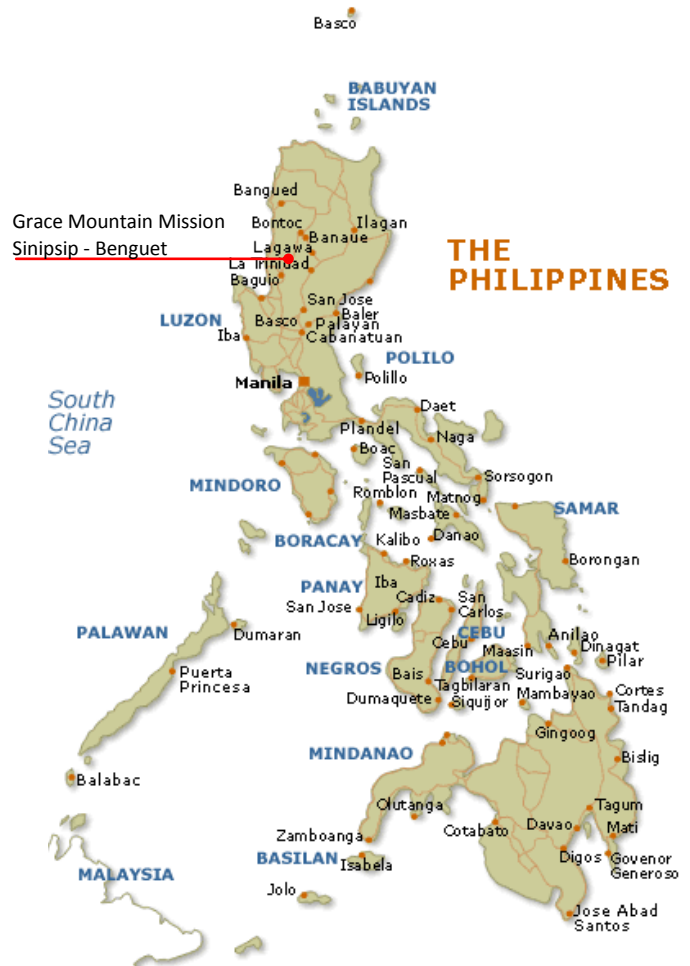 Basco
BABUYAN
ISLANDS
Bangued
Grace Mountain Mission
Sinipsip - Benguet
Bontoc
Ilagan
Banaue
Lagawa
La Trinidad
Baguio
THE
PHILIPPINES
San Jose
Baler
LUZON
Basco
Palayan
Iba
Cabanatuan
POLILO
Manila
Polillo
South
China
Sea
Daet
Plandel
Naga
Boac
San
Pascual
Sorsogon
MINDORO
Romblon
Matnog
Masbate
SAMAR
BORACAY
Kalibo
Danao
Roxas
Borongan
PANAY
Iba
Cadiz
San
Carlos
San Jose
Ligilo
PALAWAN
Dumaran
CEBU
Cebu
Maasin
Anilao
Dinagat
Pilar
NEGROS
Bais
BOHOL
Surigao
Puerta
Princesa
Tagbilaran
Mambayao
Cortes
Dumaquete
Siquijor
Tandag
Gingoog
MINDANAO
Bislig
Balabac
Olutanga
Tagum
Cotabato
Davao
Mati
Zamboanga
BASILAN
Isabela
Digos
Govenor
Generoso
MALAYSIA
Jolo
Jose Abad
Santos